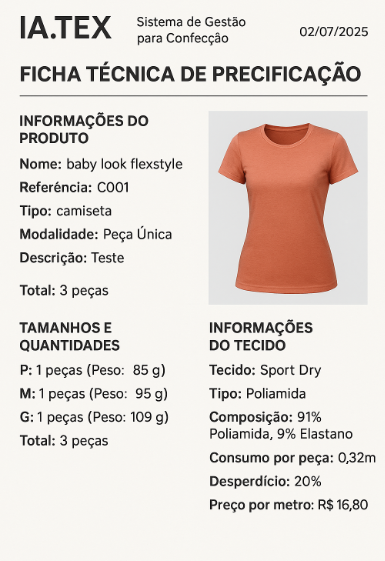 IA.TEX
Sistema de Gestão
para Confecção
02/07/2025
FICHA TÉCNICA DE PRECIFICAÇÃO
INFORMAÇÕES DO
PRODUTO
Nome: baby look flexstyle
Referência: C001
Tipo: camiseta
Modalidade: Peça Única
Descrição: Teste
Total: 3 peças
TAMANHOS E
QUANTIDADES
P: 1 peças (Peso: 85 g)
M: 1 peças (Peso: 95 g)
G: 1 peças (Peso: 109 g)
Total: 3 peças
INFORMAÇÕES
DO TECIDO
Tecido: Sport Dry
Tipo: Poliamida
Composição: 91%
Poliamida, 9% Elastano
Consumo por peça: 0,32m
Desperdício: 20%
Preço por metro: R$ 16,80